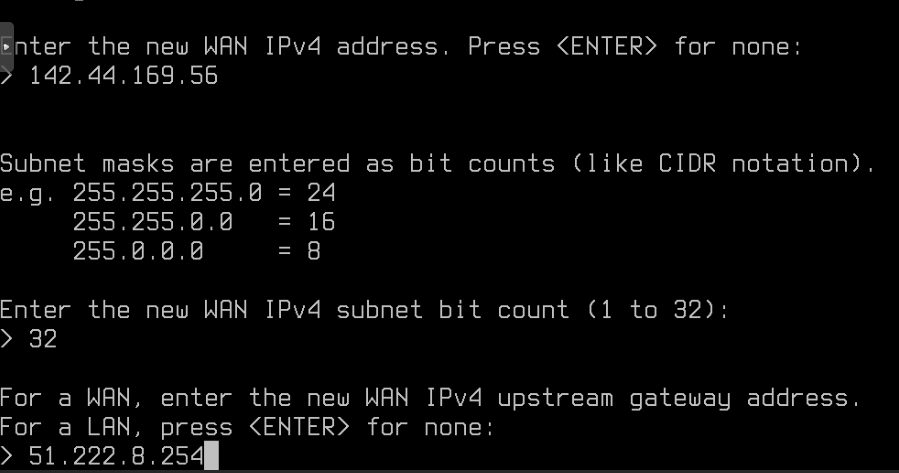 Enter the new WAN IPv4 address. Press <ENTER> for none:
> 142.44.169.56
Subnet masks are entered as bit counts (like CIDR notation).
e.g. 255.255.255.0 = 24
255.255.0.0 = 16
255.0.0.0 = 8
Enter the new WAN IPv4 subnet bit count (1 to 32):
> 32
For a WAN, enter the new WAN IPv4 upstream gateway address.
For a LAN, press <ENTER> for none:
> 51.222.8.254